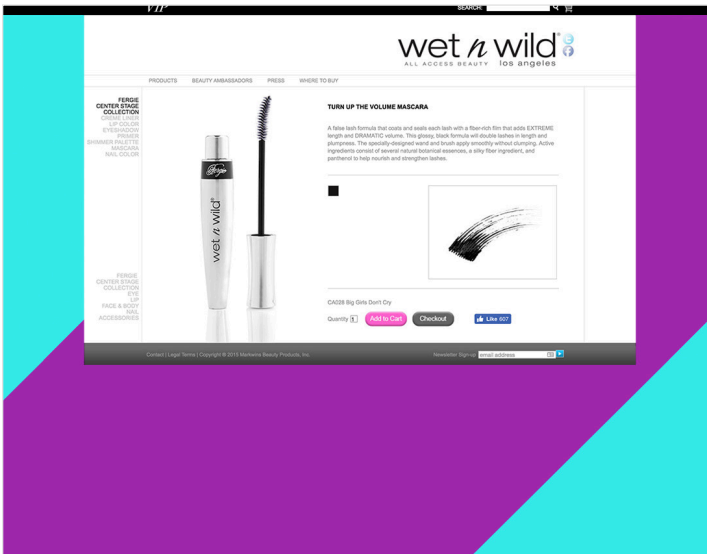 VIP
SEARCH:
wet n wild®
ALL ACCESS BEAUTY los angeles
PRODUCTS BEAUTY AMBASSADORS PRESS WHERE TO BUY
FERGIE
CENTER STAGE
COLLECTION
CREME LINER
LIP COLOR
EYESHADOW
PRIMER
SHIMMER PALETTE
MASCARA
NAIL COLOR
Fergie
wet n wild®
TURN UP THE VOLUME MASCARA
A false lash formula that coats and seals each lash with a fiber-rich film that adds EXTREME
length and DRAMATIC volume. This glossy, black formula will double lashes in length and
plumpness. The specially-designed wand and brush apply smoothly without clumping. Active
ingredients consist of several natural botanical essences, a silky fiber ingredient, and
panthenol to help nourish and strengthen lashes.
FERGIE
CENTER STAGE
COLLECTION
EYE
LIP
FACE & BODY
NAIL
ACCESSORIES
CA028 Big Girls Don't Cry
Quantity 1 Add to Cart Checkout Like 607
Contact | Legal Terms | Copyright © 2015 Markwins Beauty Products, Inc.
Newsletter Sign-up email address